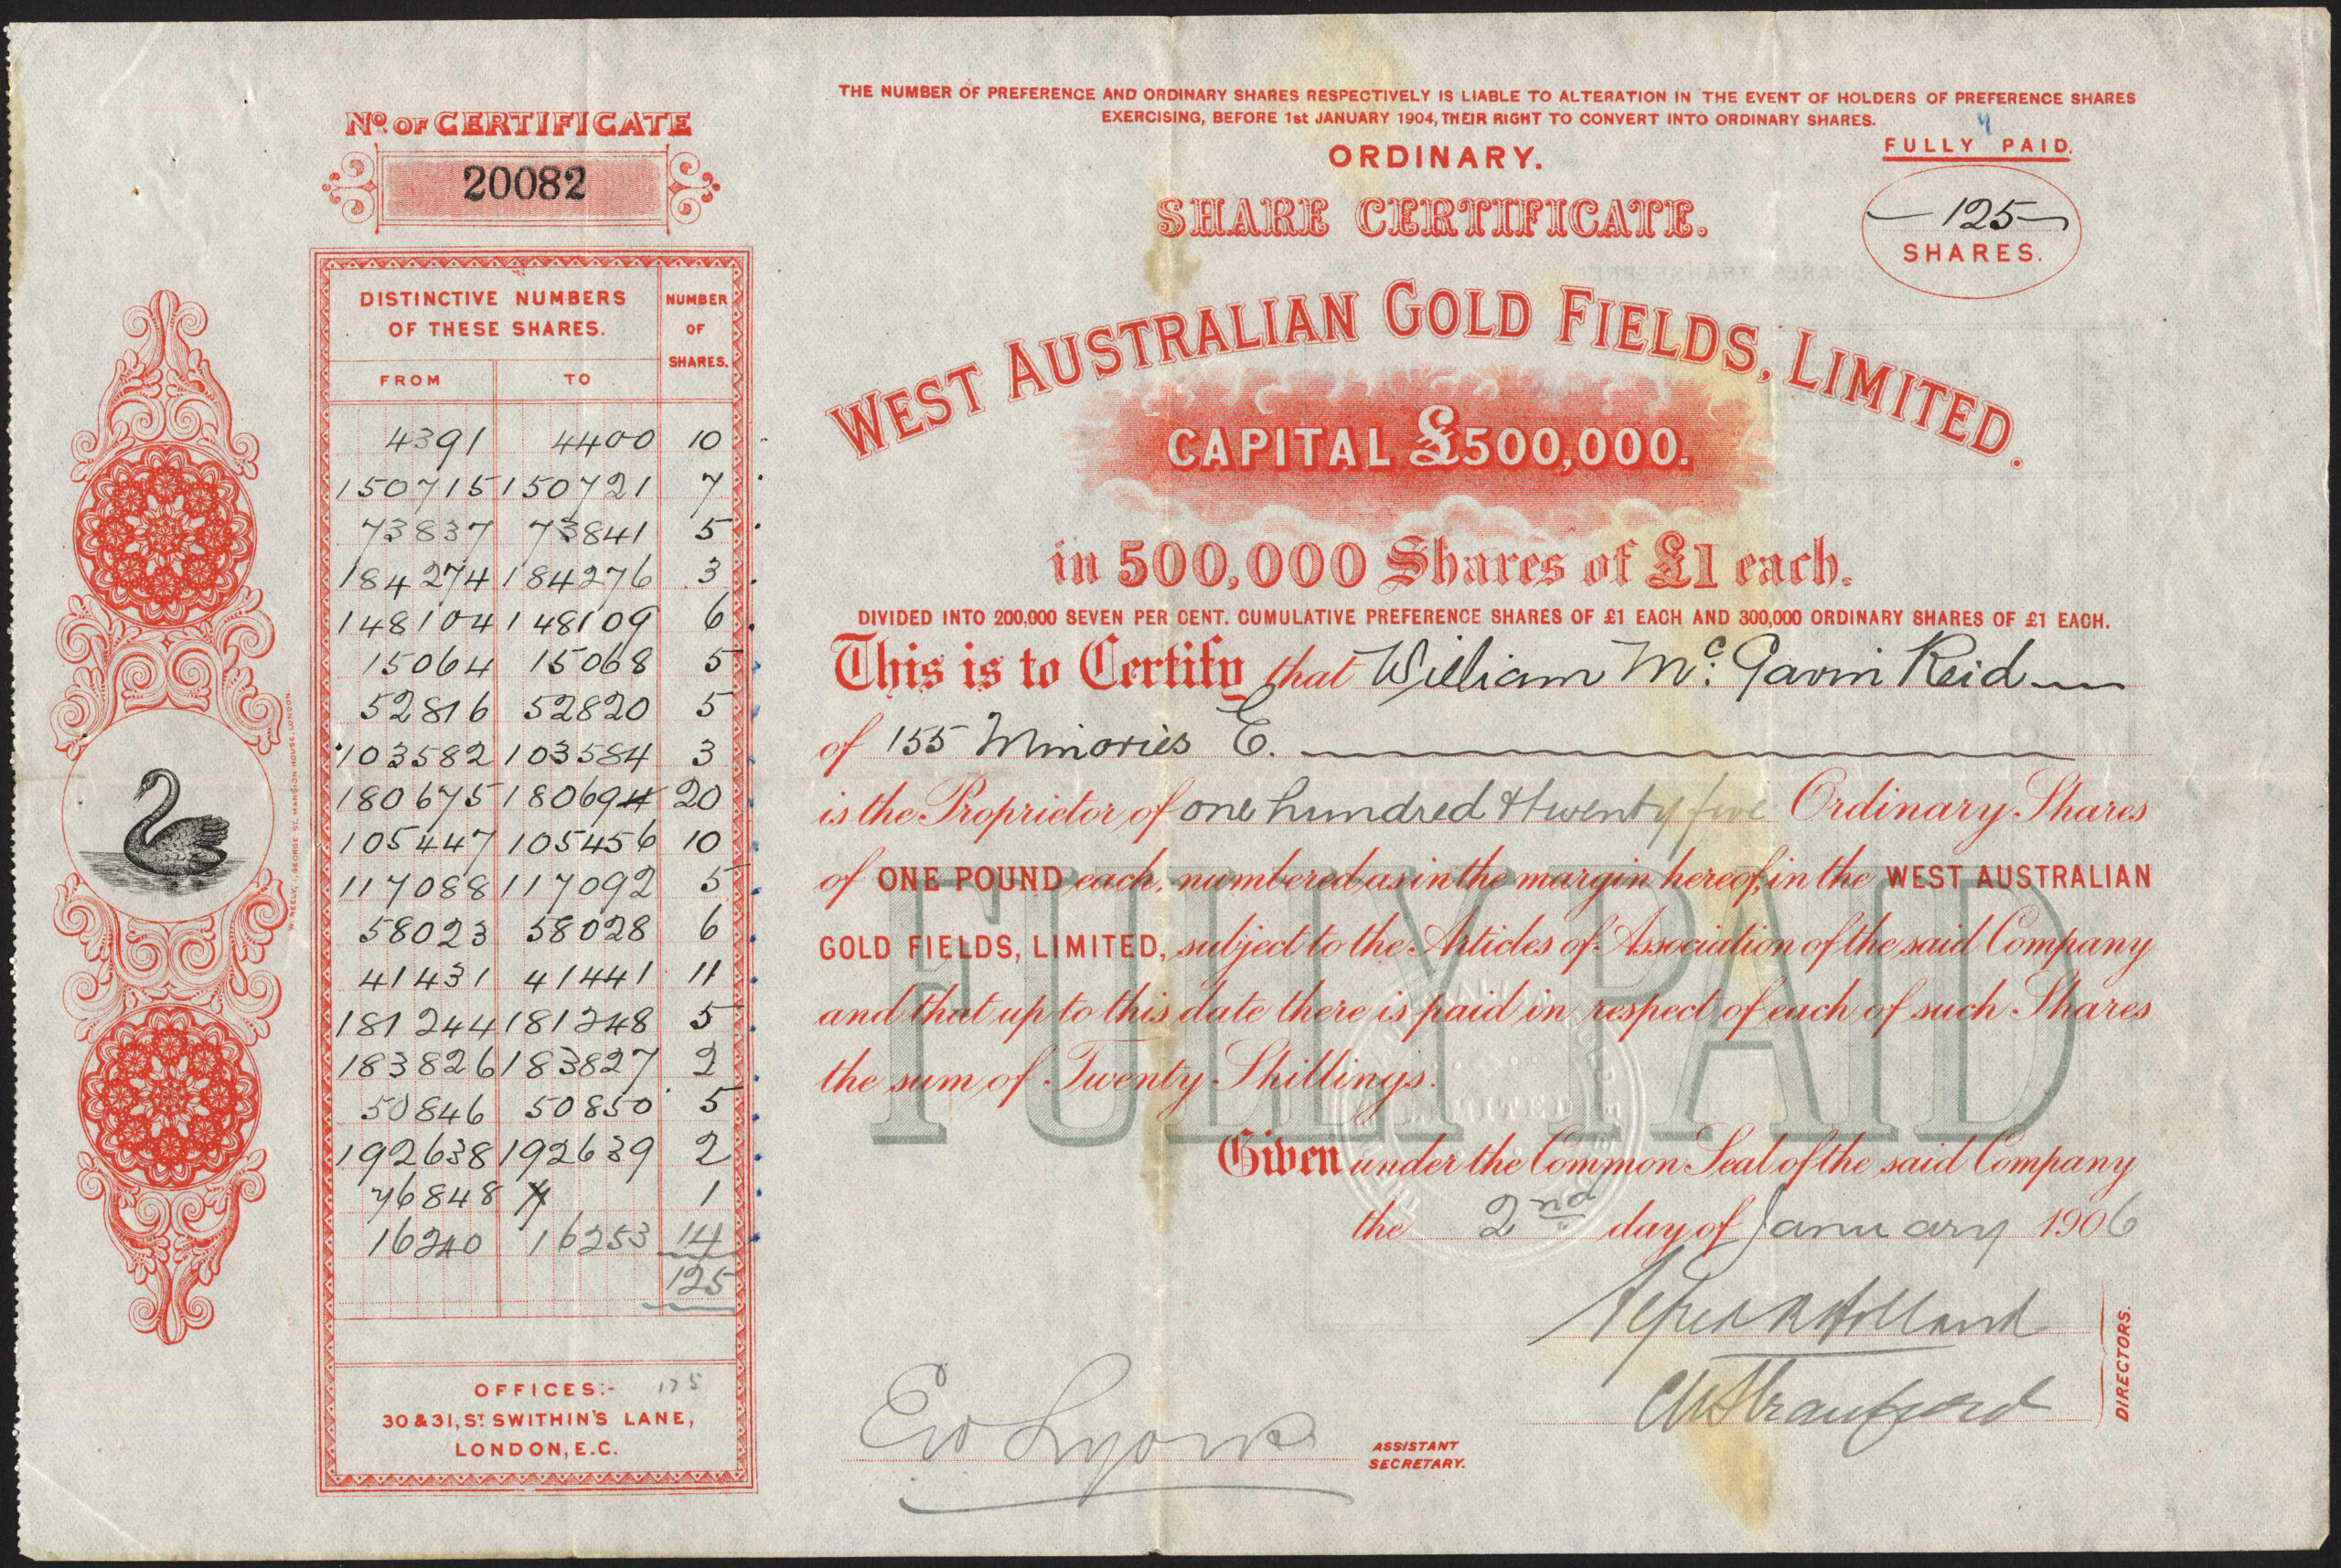 Nº OF CERTIFICATE
20082
DISTINCTIVE NUMBERS OF THESE SHARES.
NUMBER OF SHARES.
FROM TO
4391 4400 10
150715 150721 7
73837 73841 5
184274 184276 3
148104 148109 6
15064 15068 5
52816 52820 5
103582 103584 3
180675 180694 20
105447 105456 10
117088 117092 5
58023 58028 6
41431 41441 11
181244 181248 5
183826 183827 2
50846 50850 5
192638 192639 2
76848 1
16240 16253 14
125
OFFICES:- 125
30 & 31, ST SWITHIN'S LANE,
LONDON, E.C.
W. NEELY, 1, GEORGE ST. MANSION HOUSE, LONDON.
THE NUMBER OF PREFERENCE AND ORDINARY SHARES RESPECTIVELY IS LIABLE TO ALTERATION IN THE EVENT OF HOLDERS OF PREFERENCE SHARES
EXERCISING, BEFORE 1st JANUARY 1904, THEIR RIGHT TO CONVERT INTO ORDINARY SHARES.
ORDINARY.
FULLY PAID.
SHARE CERTIFICATE.
125
SHARES.
WEST AUSTRALIAN GOLD FIELDS, LIMITED.
CAPITAL £500,000.
in 500,000 Shares of £1 each.
DIVIDED INTO 200,000 SEVEN PER CENT. CUMULATIVE PREFERENCE SHARES OF £1 EACH AND 300,000 ORDINARY SHARES OF £1 EACH.
This is to Certify that William Mc. Gavin Reid
of 155 Minories E.
is the Proprietor of one hundred & twenty five Ordinary Shares
of ONE POUND each, numbered as in the margin hereof, in the WEST AUSTRALIAN
GOLD FIELDS, LIMITED, subject to the Articles of Association of the said Company
and that up to this date there is paid in respect of each of such Shares
the sum of Twenty Shillings.
FULLY PAID
Given under the Common Seal of the said Company
the 2nd day of January 1906
Holland
DIRECTORS.
Lyons
ASSISTANT
SECRETARY.